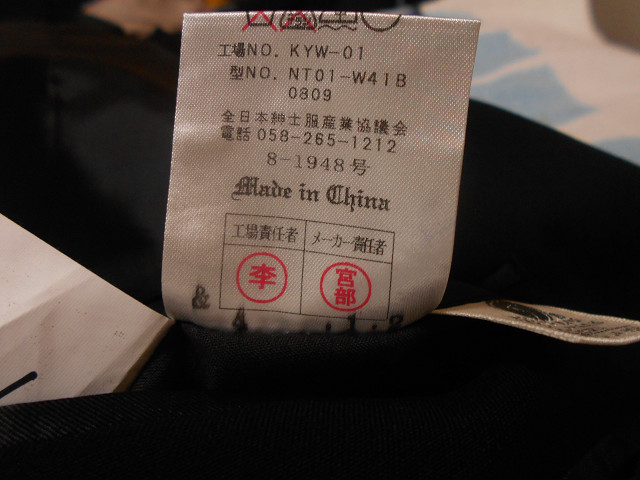 工場NO. KYW-01
型NO. NT01-W41B
0809
全日本紳士服産業協議会
電話 058-265-1212
8-1948号
Made in China
工場責任者 メーカー責任者
李 宮部